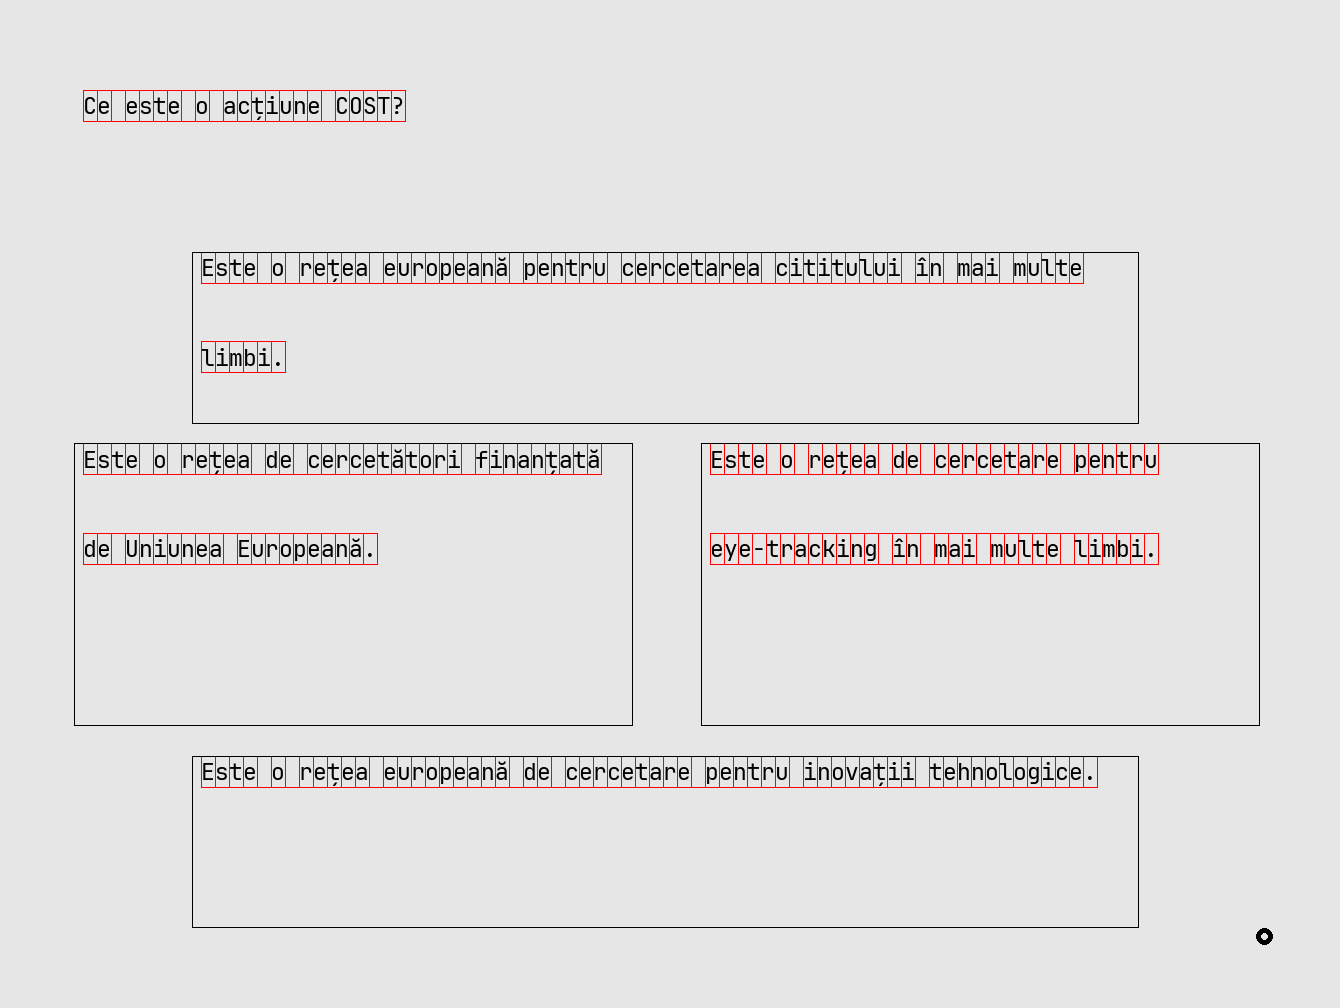 Ce este o acțiune COST?
Este o rețea europeană pentru cercetarea cititului în mai multe
limbi.
Este o rețea de cercetători finanțată
de Uniunea Europeană.
Este o rețea de cercetare pentru
eye-tracking în mai multe limbi.
Este o rețea europeană de cercetare pentru inovații tehnologice.